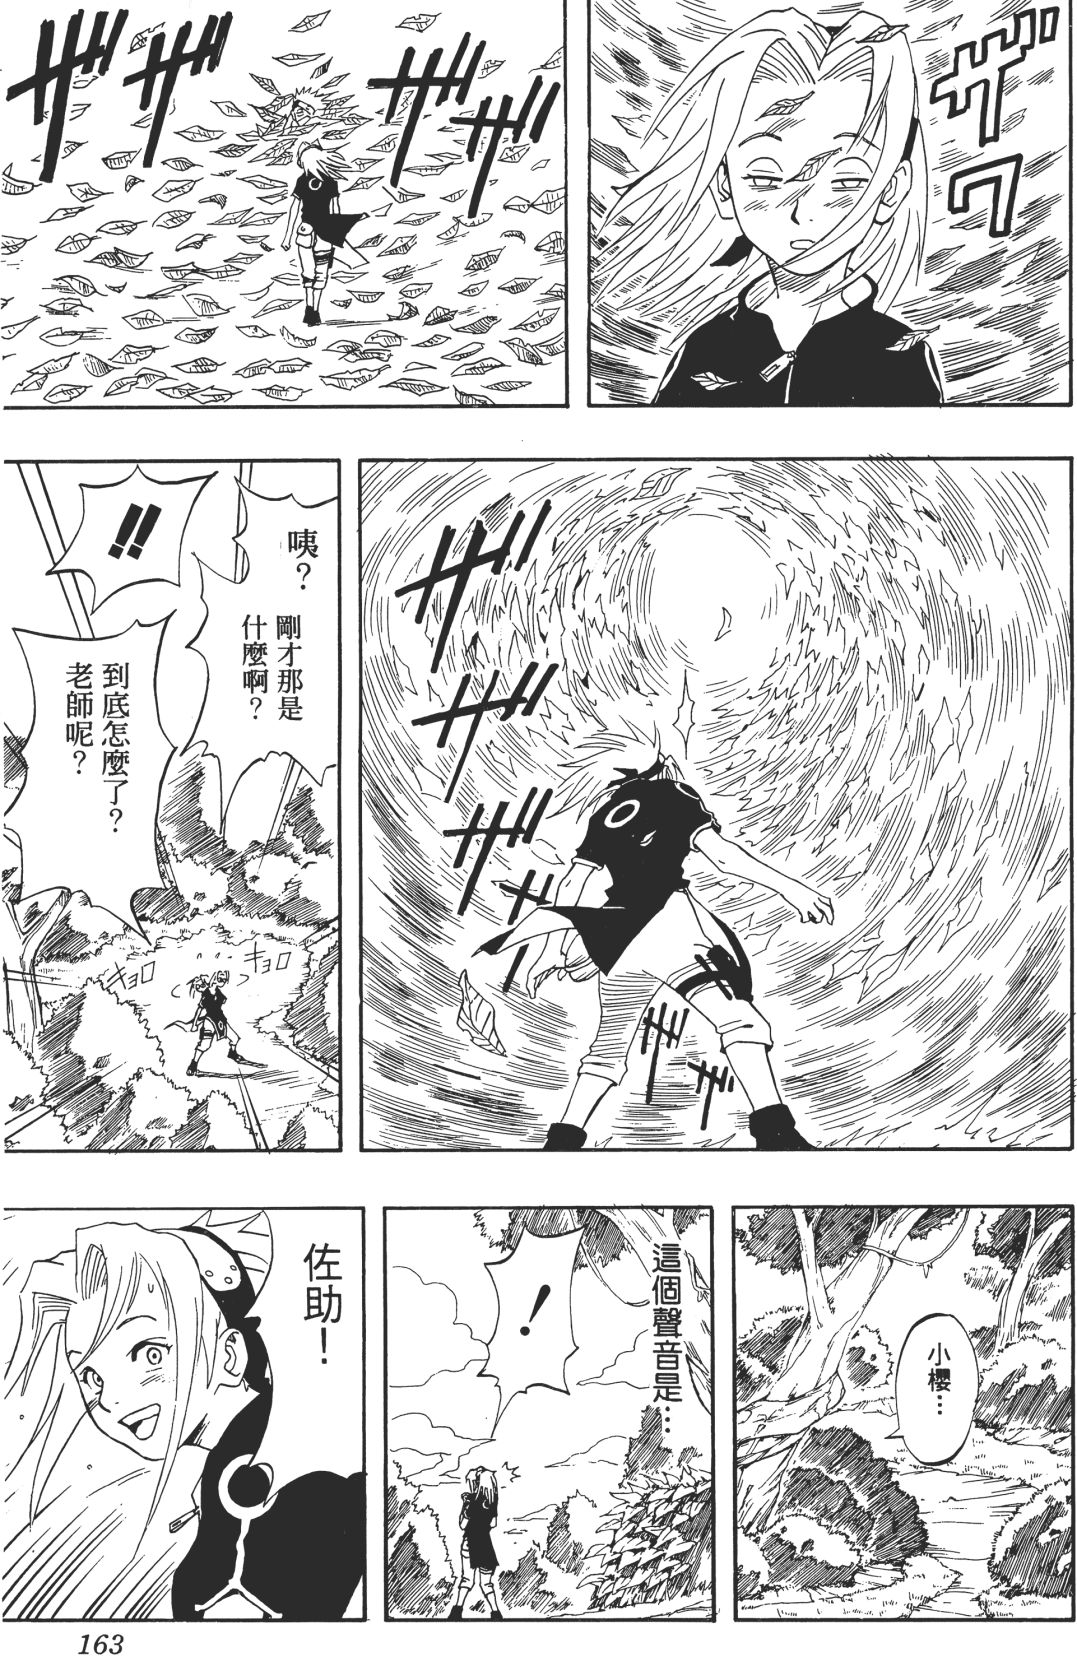 ザワ
ザザ
ザザ
ザザザザ
ザザ
咦？
剛才那是
什麼啊？
!!
到底怎麼了？
老師呢？
キョロ
キョロ
小櫻…
這個聲音是…
！
佐助！
163